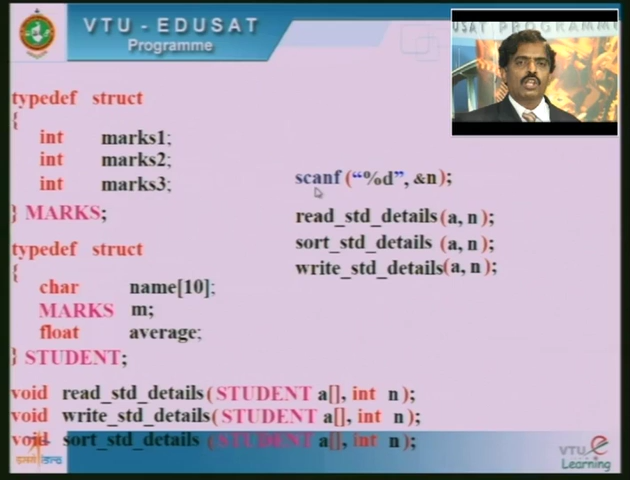 VTU - EDUSAT
Programme
EDUSAT PROGRAMME
typedef struct
{
int marks1;
int marks2;
int marks3;
} MARKS;
typedef struct
{
char name[10];
MARKS m;
float average;
} STUDENT;
void read_std_details( STUDENT a[], int n );
void write_std_details( STUDENT a[], int n );
void sort_std_details ( STUDENT a[], int n );
scanf (“%d”, &n);
read_std_details (a, n );
sort_std_details (a, n );
write_std_details(a, n );
VTU e
Learning